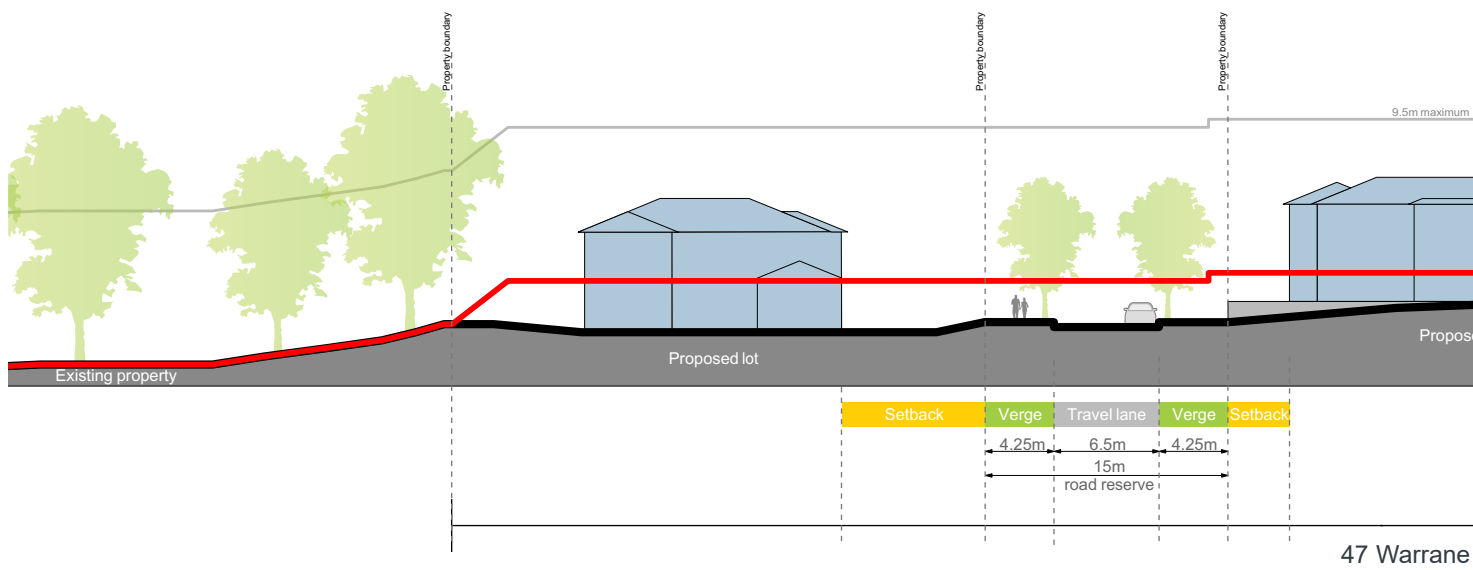 Property boundary
Property boundary
Property boundary
9.5m maximum
Existing property
Proposed lot
Propose
Setback
Verge
Travel lane
Verge
Setback
4.25m
6.5m
4.25m
15m
road reserve
47 Warrane